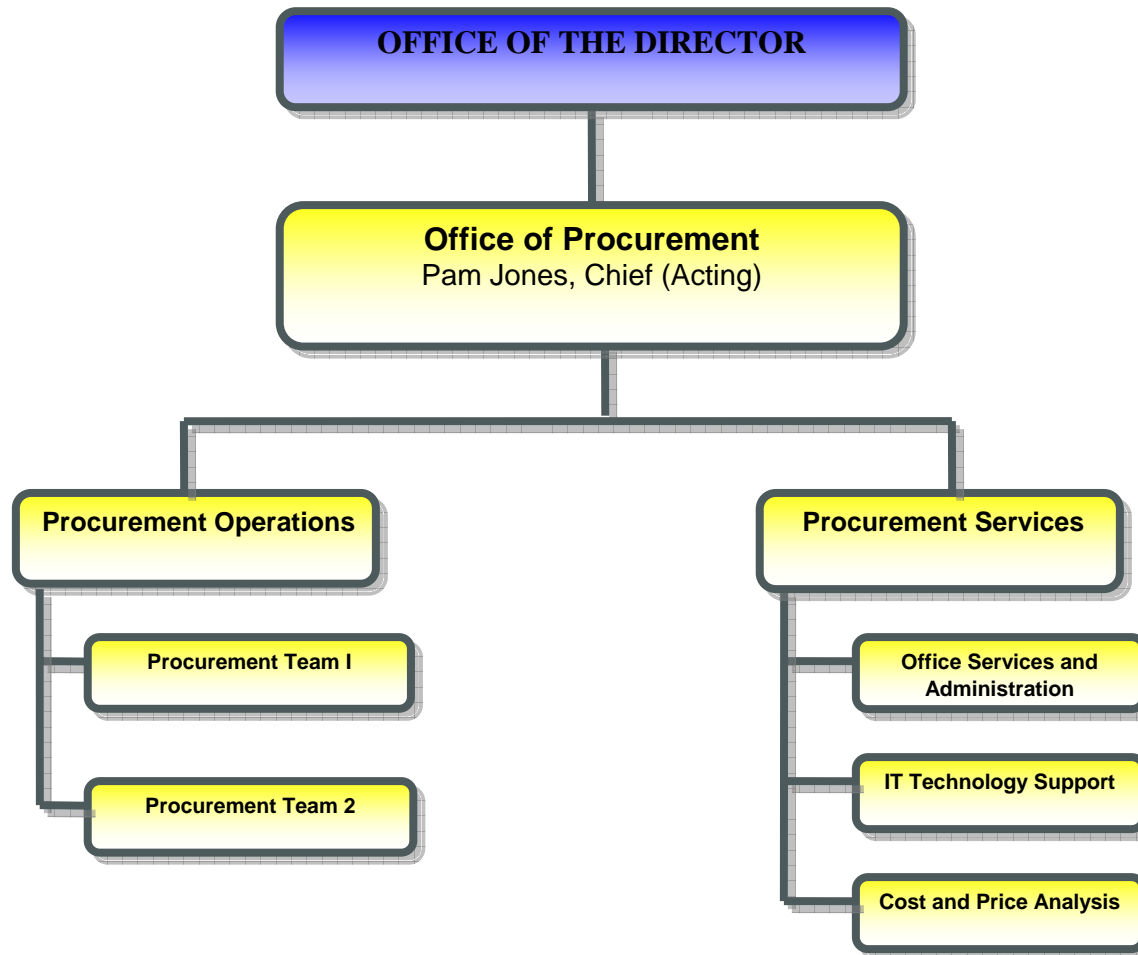 OFFICE OF THE DIRECTOR
Office of Procurement
Pam Jones, Chief (Acting)
Procurement Operations
Procurement Team I
Procurement Team 2
Procurement Services
Office Services and
Administration
IT Technology Support
Cost and Price Analysis